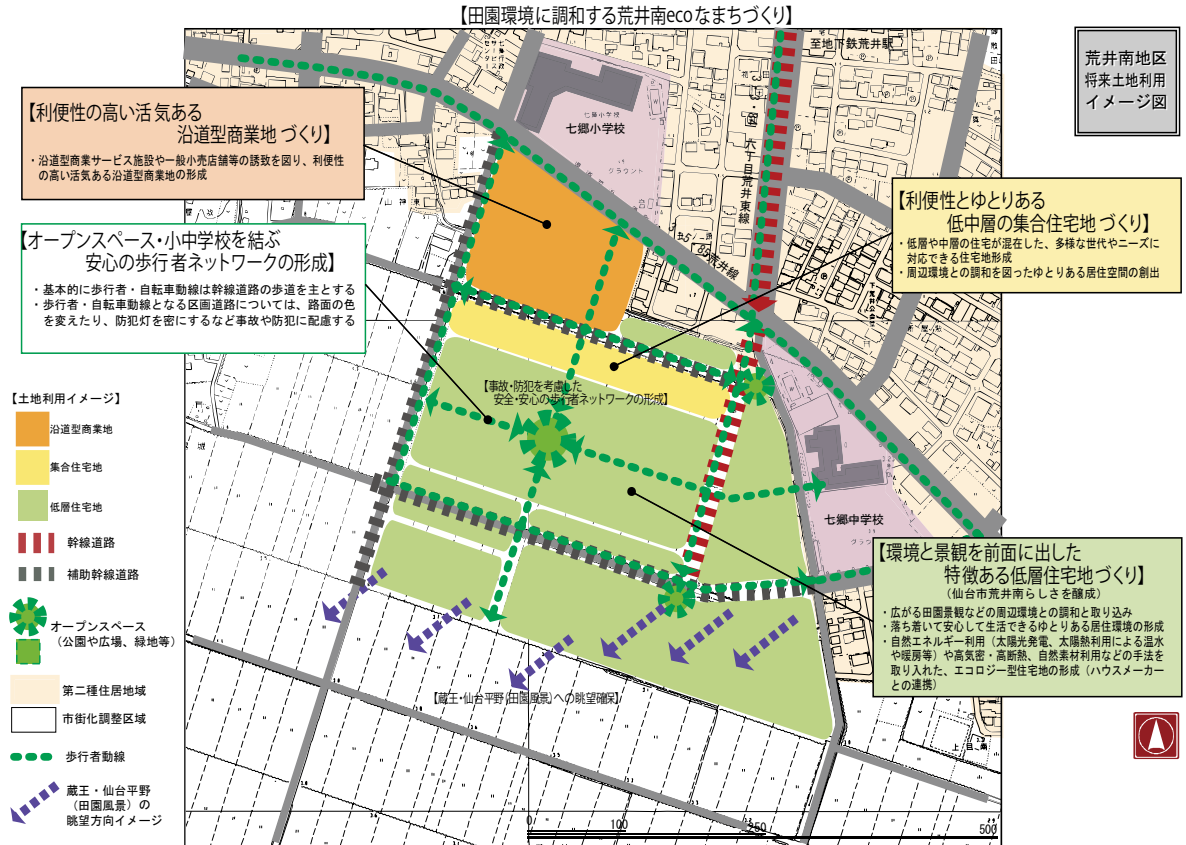 【田園環境に調和する荒井南ecoなまちづくり】
荒井南地区
将来土地利用
イメージ図
至地下鉄荒井駅
【利便性の高い活気ある
沿道型商業地 づくり】
・沿道型商業サービス施設や一般小売店舗等の誘致を図り、利便性
の高い活気ある沿道型商業地の形成
七郷小学校
七郷小学校
グラウンド
六丁目荒井東線
荒井線
【利便性とゆとりある
低中層の集合住宅地 づくり】
・低層や中層の住宅が混在した、多様な世代やニーズに
対応できる住宅地形成
・周辺環境との調和を図ったゆとりある居住空間の創出
【オープンスペース・小中学校を結ぶ
安心の歩行者ネットワークの形成】
・基本的に歩行者・自転車動線は幹線道路の歩道を主とする
・歩行者・自転車動線となる区画道路については、路面の色
を変えたり、防犯灯を密にするなど事故や防犯に配慮する
【事故・防犯を考慮した
安全・安心の歩行者ネットワークの形成】
【土地利用イメージ】
沿道型商業地
集合住宅地
低層住宅地
幹線道路
補助幹線道路
オープンスペース
（公園や広場、緑地等）
第二種住居地域
市街化調整区域
歩行者動線
蔵王・仙台平野
（田園風景）の
眺望方向イメージ
七郷中学校
グラウンド
【環境と景観を前面に出した
特徴ある低層住宅地づくり】
（仙台市荒井南らしさを醸成）
・広がる田園景観などの周辺環境との調和と取り込み
・落ち着いて安心して生活できるゆとりある居住環境の形成
・自然エネルギー利用（太陽光発電、太陽熱利用による温水
や暖房等）や高気密・高断熱、自然素材利用などの手法を
取り入れた、エコロジー型住宅地の形成（ハウスメーカー
との連携）
【蔵王・仙台平野(田園風景)への眺望確保】
0 100 250 500